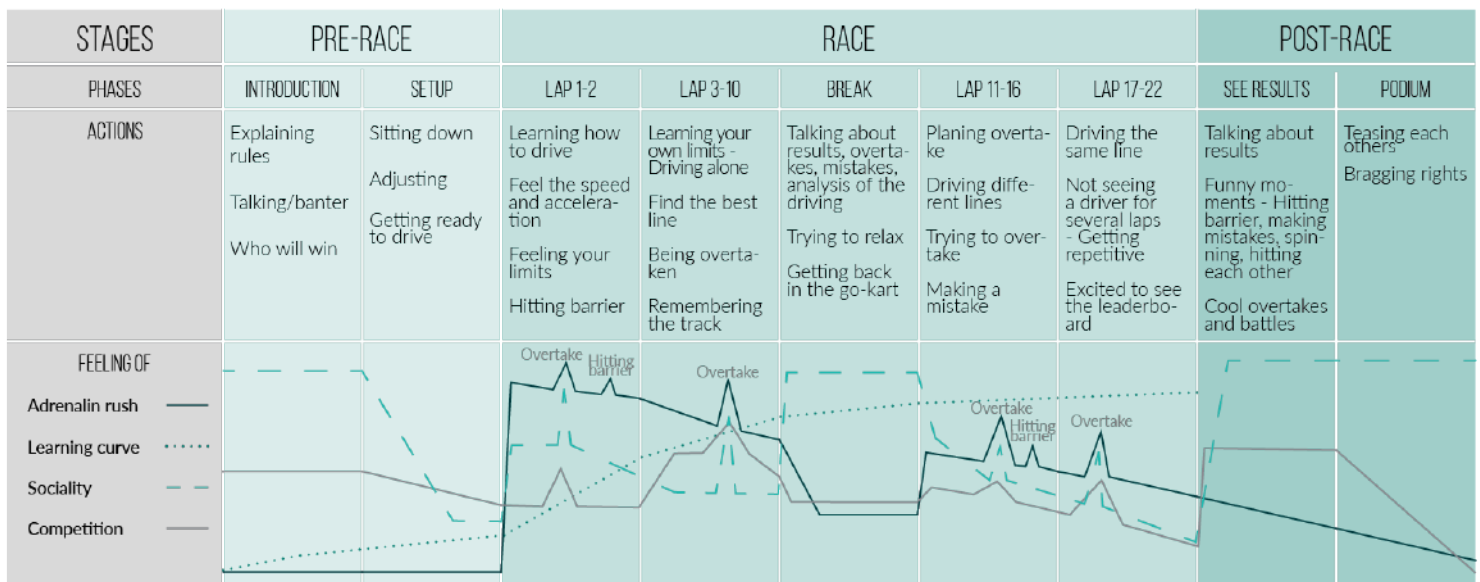 STAGES
PRE-RACE
RACE
POST-RACE
PHASES
INTRODUCTION
SETUP
LAP 1-2
LAP 3-10
BREAK
LAP 11-16
LAP 17-22
SEE RESULTS
PODIUM
ACTIONS
Explaining
rules
Talking/banter
Who will win
Sitting down
Adjusting
Getting ready
to drive
Learning how
to drive
Feel the speed
and accelera-
tion
Feeling your
limits
Hitting barrier
Learning your
own limits -
Driving alone
Find the best
line
Being overta-
ken
Remembering
the track
Talking about
results, overta-
kes, mistakes,
analysis of the
driving
Trying to relax
Getting back
in the go-kart
Planing overta-
ke
Driving diffe-
rent lines
Trying to over-
take
Making a
mistake
Driving the
same line
Not seeing
a driver for
several laps
- Getting
repetitive
Excited to see
the leaderbo-
ard
Talking about
results
Funny mo-
ments - Hitting
barrier, making
mistakes, spin-
ning, hitting
each other
Cool overtakes
and battles
Teasing each
others
Bragging rights
FEELING OF
Adrenalin rush
Learning curve
Sociality
Competition
Overtake
Hitting
barrier
Overtake
Overtake
Hitting
barrier
Overtake